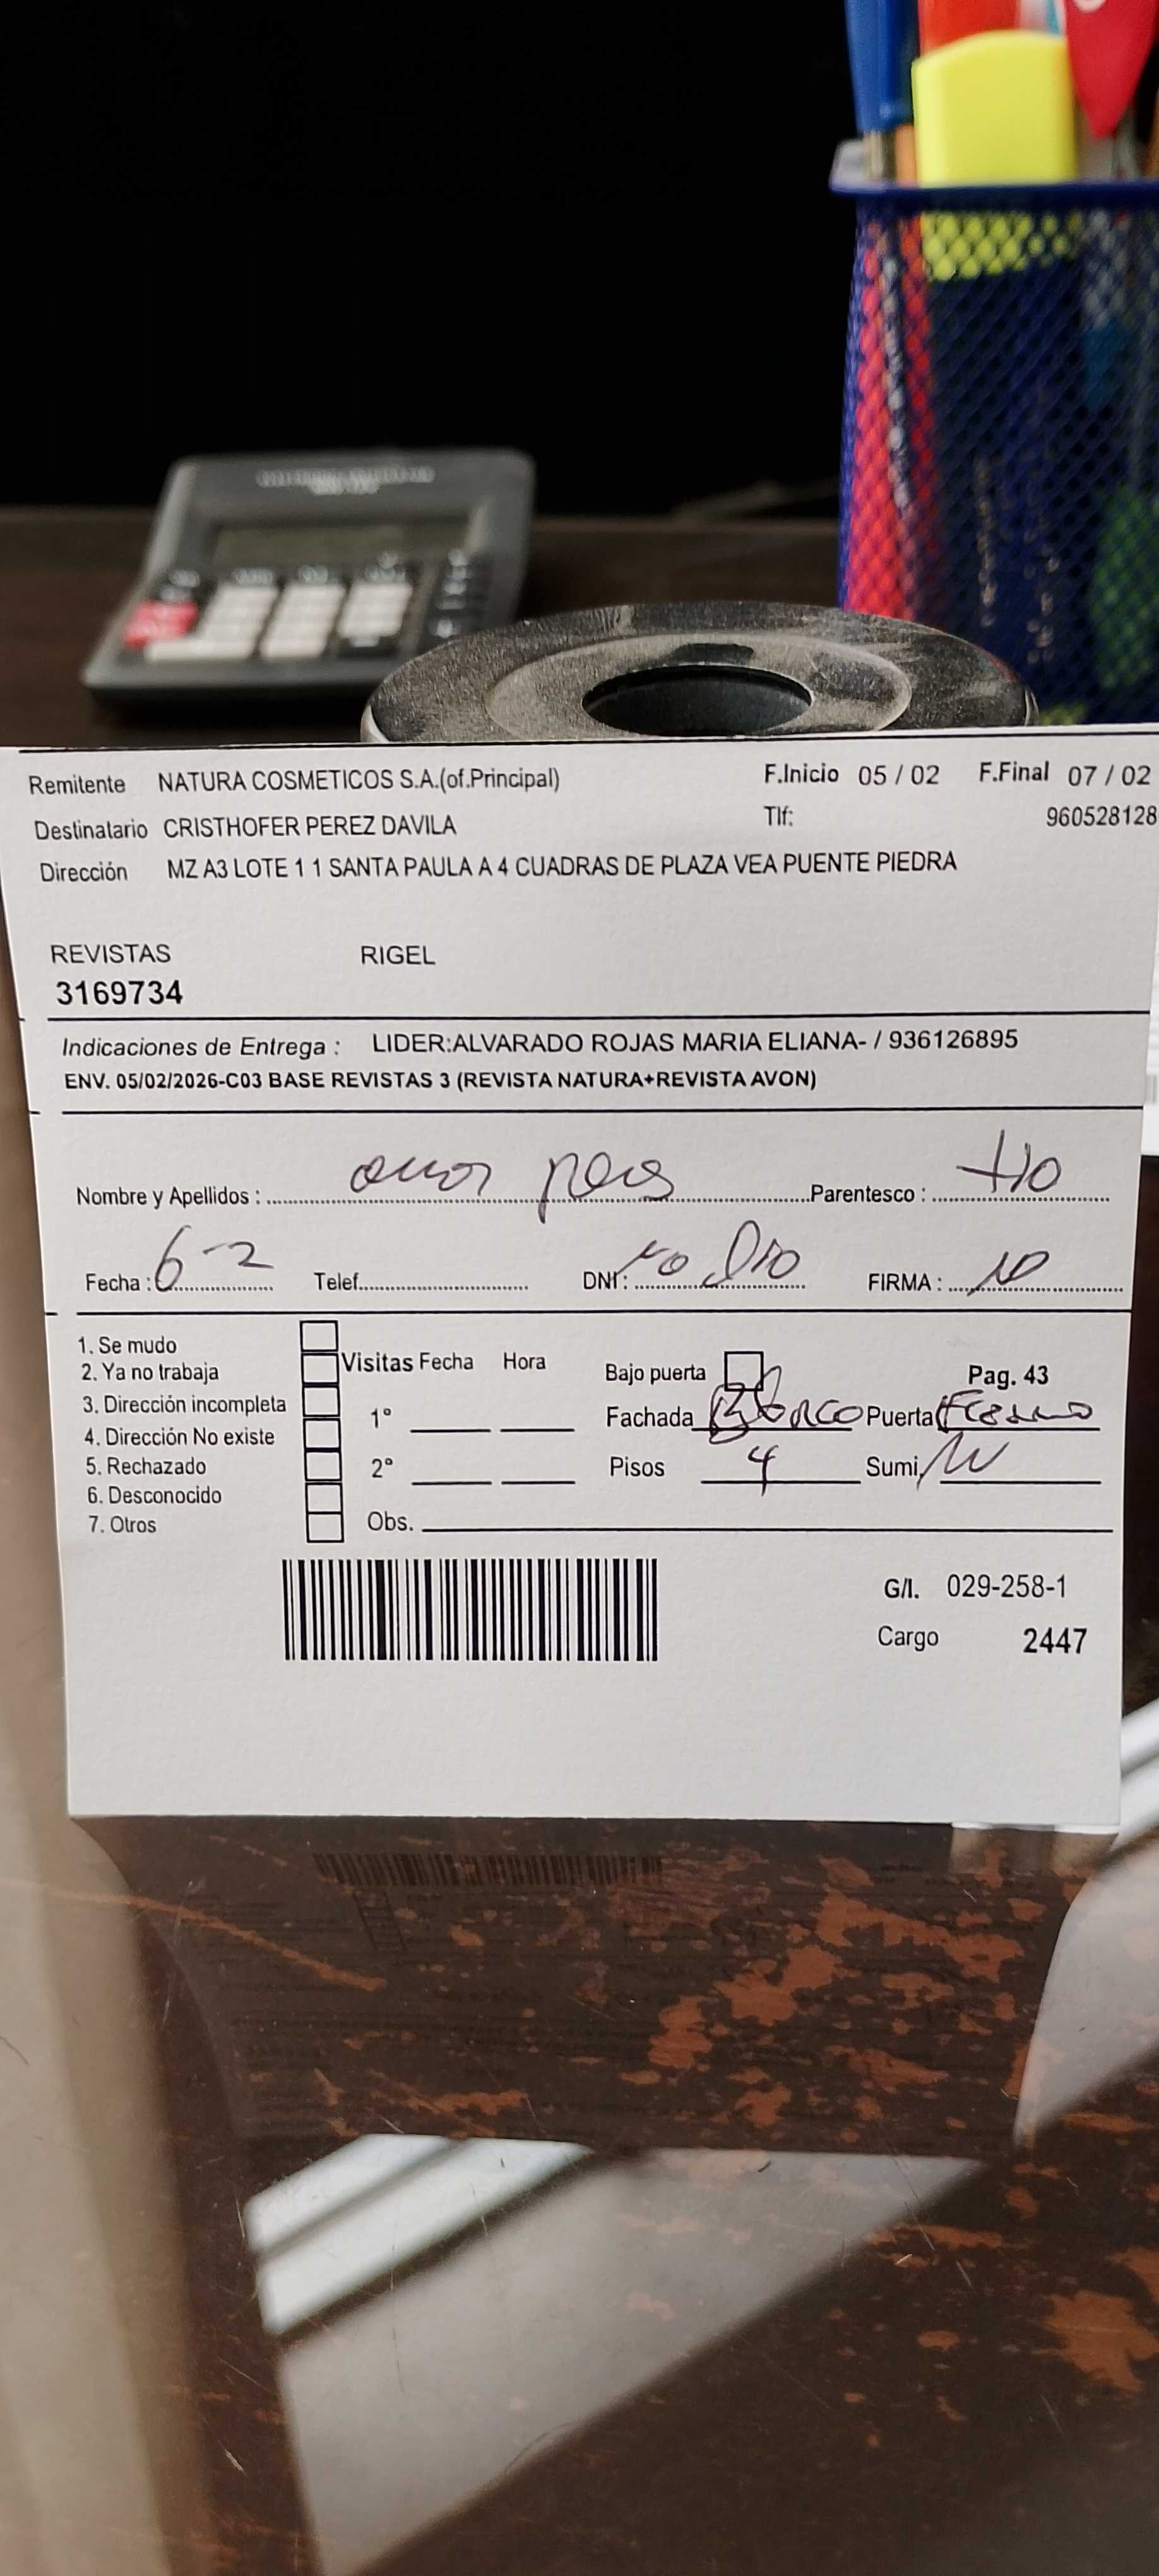 Remitente NATURA COSMETICOS S.A.(of.Principal) F.Inicio 05 / 02 F.Final 07 / 02
Destinatario CRISTHOFER PEREZ DAVILA Tlf: 960528128
Dirección MZ A3 LOTE 1 1 SANTA PAULA A 4 CUADRAS DE PLAZA VEA PUENTE PIEDRA
REVISTAS RIGEL
3169734
Indicaciones de Entrega : LIDER:ALVARADO ROJAS MARIA ELIANA- / 936126895
ENV. 05/02/2026-C03 BASE REVISTAS 3 (REVISTA NATURA+REVISTA AVON)
Nombre y Apellidos : Parentesco : tio
Fecha : 6-2 Telef. DNI : no dio FIRMA :
1. Se mudo
2. Ya no trabaja
3. Dirección incompleta
4. Dirección No existe
5. Rechazado
6. Desconocido
7. Otros
Visitas Fecha Hora
1°
2°
Obs.
Bajo puerta Pag. 43
Fachada Blanco Puerta
Pisos 4 Sumi.
G/I. 029-258-1
Cargo 2447